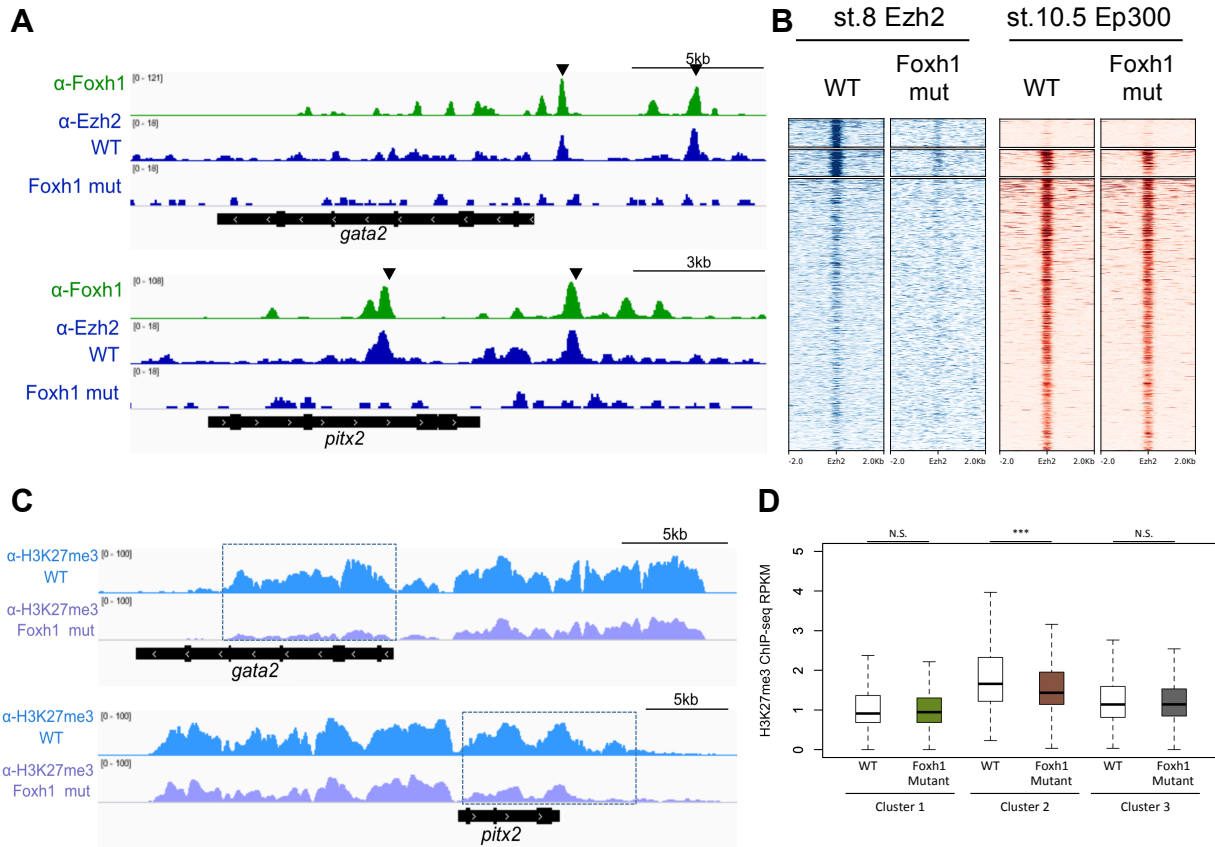 A
5kb
α-Foxh1
[0 - 121]
α-Ezh2
WT
[0 - 18]
Foxh1 mut
[0 - 18]
gata2
3kb
α-Foxh1
[0 - 108]
α-Ezh2
WT
[0 - 18]
Foxh1 mut
[0 - 18]
pitx2
B
st.8 Ezh2 st.10.5 Ep300
WT Foxh1 mut WT Foxh1 mut
-2.0 Ezh2 2.0Kb -2.0 Ezh2 2.0Kb -2.0 Ezh2 2.0Kb -2.0 Ezh2 2.0Kb
C
5kb
α-H3K27me3
WT
[0 - 100]
α-H3K27me3
Foxh1 mut
[0 - 100]
gata2
5kb
α-H3K27me3
WT
[0 - 100]
α-H3K27me3
Foxh1 mut
[0 - 100]
pitx2
D
N.S. *** N.S.
H3K27me3 ChIP-seq RPKM
5
4
3
2
1
0
WT Foxh1 Mutant WT Foxh1 Mutant WT Foxh1 Mutant
Cluster 1 Cluster 2 Cluster 3